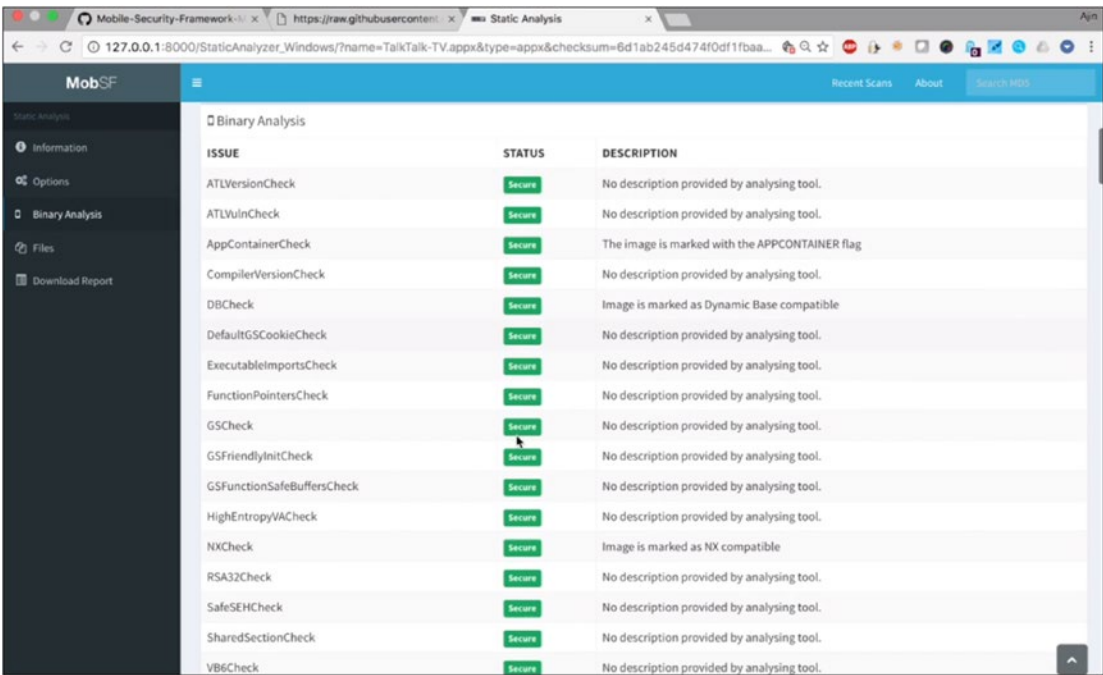 Mobile-Security-Framework-M
https://raw.githubusercontent.
Static Analysis
Ajin
127.0.0.1:8000/StaticAnalyzer_Windows/?name=TalkTalk-TV.appx&type=appx&checksum=6d1ab245d474f0df1fbaa...
MobSF
Recent Scans About Search MD5
Static Analysis
Information
Options
Binary Analysis
Files
Download Report
Binary Analysis
ISSUE STATUS DESCRIPTION
ATLVersionCheck Secure No description provided by analysing tool.
ATLVulnCheck Secure No description provided by analysing tool.
AppContainerCheck Secure The image is marked with the APPCONTAINER flag
CompilerVersionCheck Secure No description provided by analysing tool.
DBCheck Secure Image is marked as Dynamic Base compatible
DefaultGSCookieCheck Secure No description provided by analysing tool.
ExecutableImportsCheck Secure No description provided by analysing tool.
FunctionPointersCheck Secure No description provided by analysing tool.
GSCheck Secure No description provided by analysing tool.
GSFriendlyInitCheck Secure No description provided by analysing tool.
GSFunctionSafeBuffersCheck Secure No description provided by analysing tool.
HighEntropyVACheck Secure No description provided by analysing tool.
NXCheck Secure Image is marked as NX compatible
RSA32Check Secure No description provided by analysing tool.
SafeSEHCheck Secure No description provided by analysing tool.
SharedSectionCheck Secure No description provided by analysing tool.
VB6Check Secure No description provided by analysing tool.